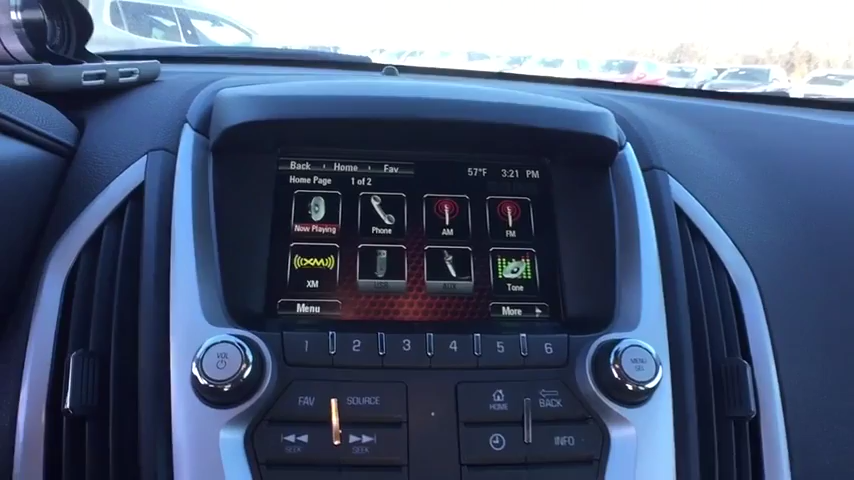 Back Home Fav 57°F 3:21 PM
Home Page 1 of 2
Now Playing Phone AM FM
XM
XM USB AUX Tone
Menu More
1 2 3 4 5 6
VOL
MENU
SEL
FAV SOURCE HOME BACK
SEEK SEEK INFO